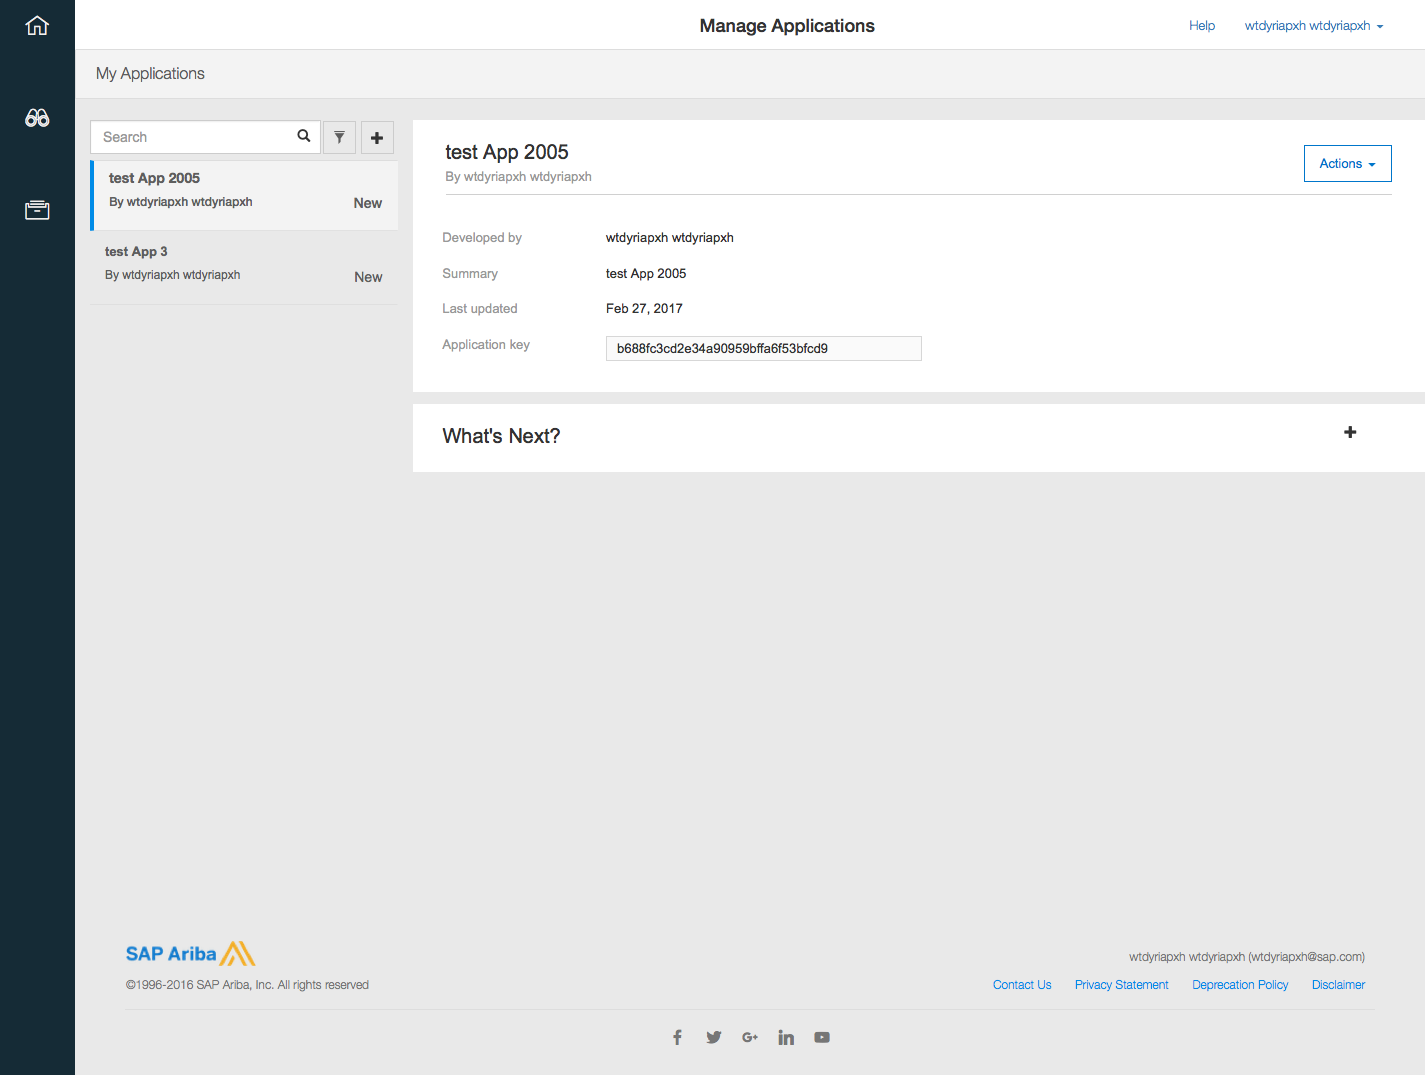 Manage Applications
Help
wtdyriapxh wtdyriapxh
My Applications
Search
test App 2005
By wtdyriapxh wtdyriapxh
New
test App 3
By wtdyriapxh wtdyriapxh
New
test App 2005
By wtdyriapxh wtdyriapxh
Actions
Developed by wtdyriapxh wtdyriapxh
Summary test App 2005
Last updated Feb 27, 2017
Application key b688fc3cd2e34a90959bffa6f53bfcd9
What's Next?
SAP Ariba
©1996-2016 SAP Ariba, Inc. All rights reserved
wtdyriapxh wtdyriapxh (wtdyriapxh@sap.com)
Contact Us Privacy Statement Deprecation Policy Disclaimer